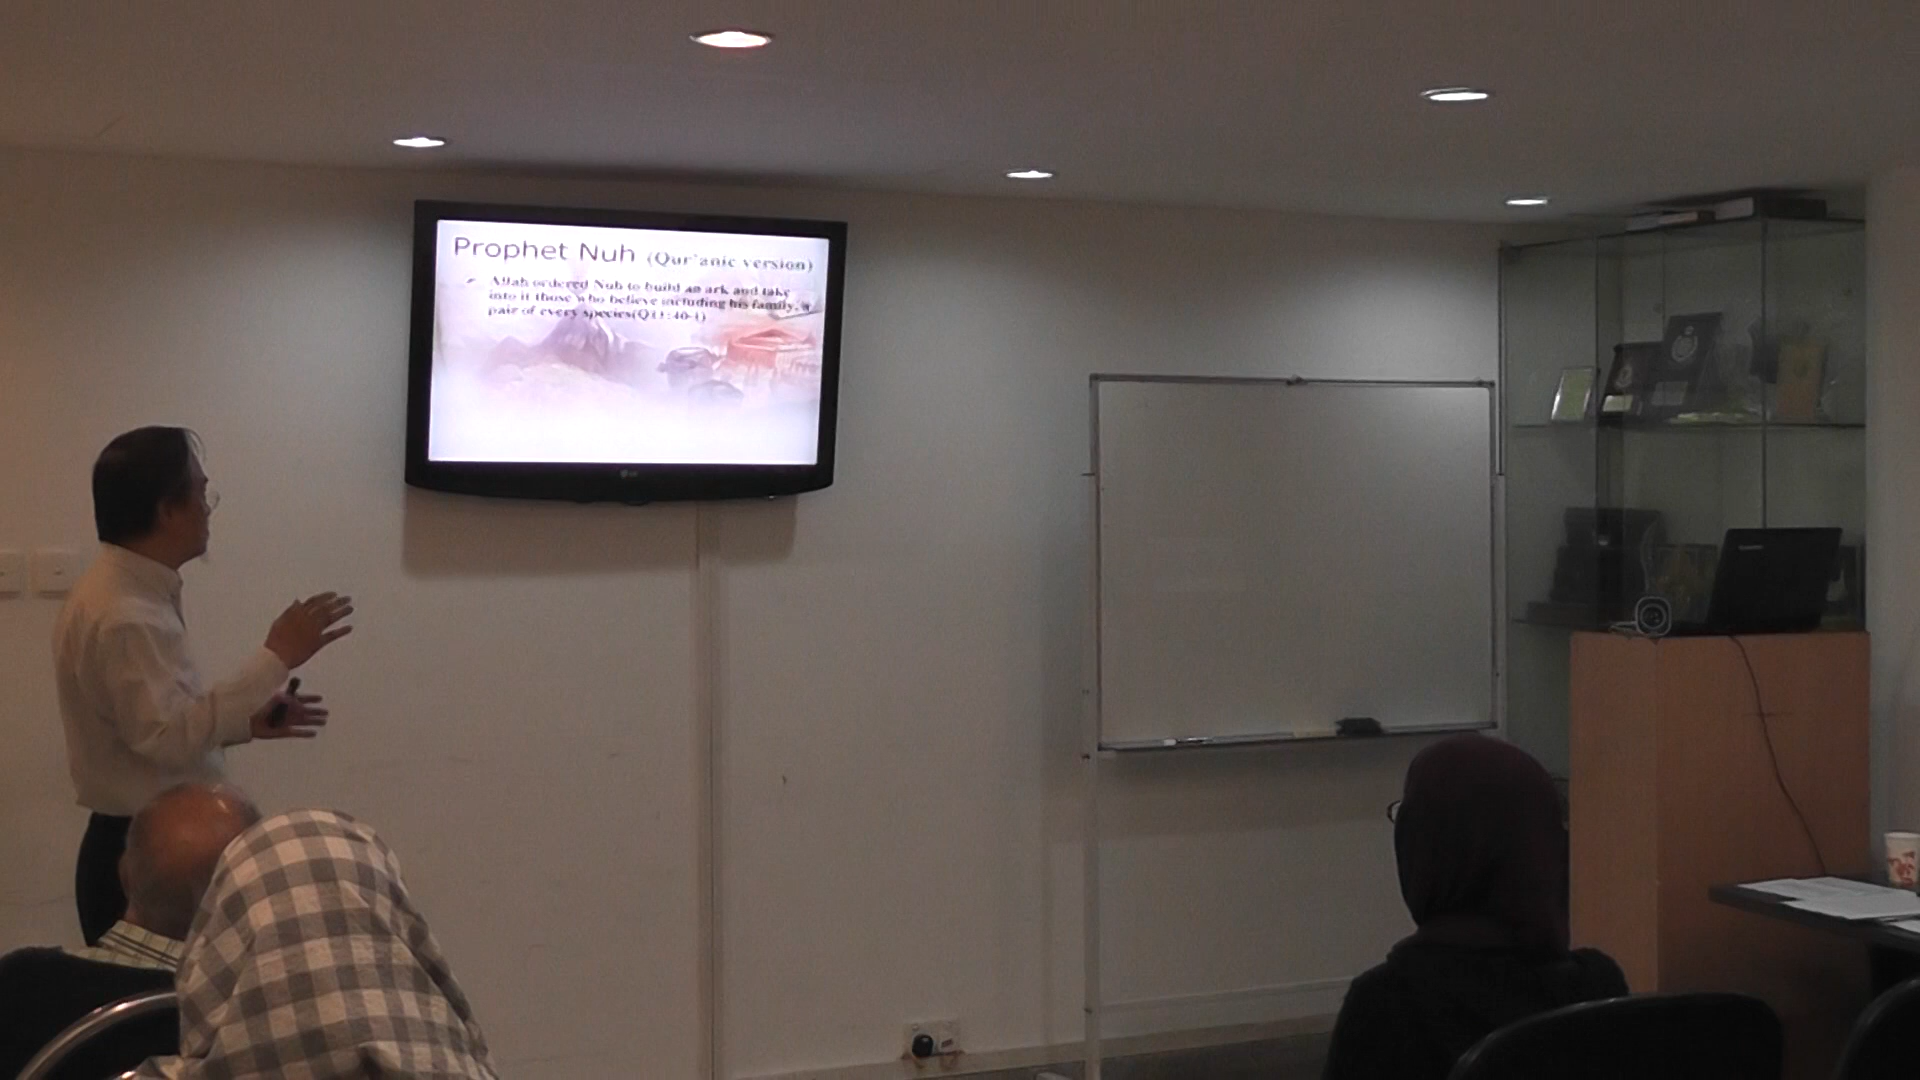 Prophet Nuh (Qur'anic version)
Allah ordered Nuh to build an ark and take
into it those who believe including his family, a
pair of every species(Q11:40-1)
LG